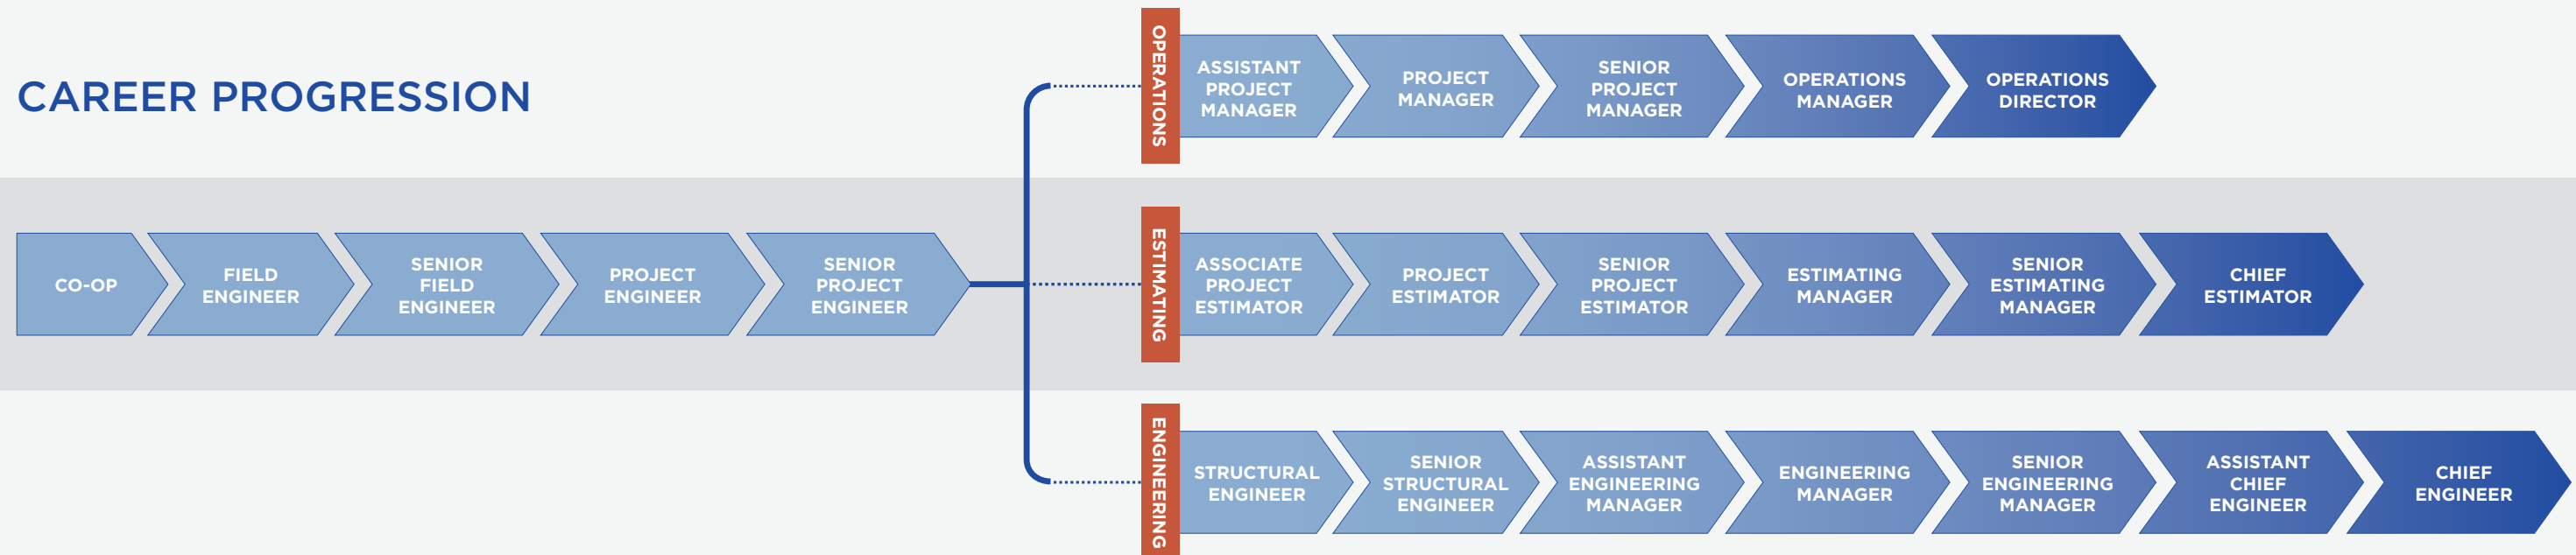 CAREER PROGRESSION
OPERATIONS
ASSISTANT
PROJECT
MANAGER
PROJECT
MANAGER
SENIOR
PROJECT
MANAGER
OPERATIONS
MANAGER
OPERATIONS
DIRECTOR
CO-OP
FIELD
ENGINEER
SENIOR
FIELD
ENGINEER
PROJECT
ENGINEER
SENIOR
PROJECT
ENGINEER
ESTIMATING
ASSOCIATE
PROJECT
ESTIMATOR
PROJECT
ESTIMATOR
SENIOR
PROJECT
ESTIMATOR
ESTIMATING
MANAGER
SENIOR
ESTIMATING
MANAGER
CHIEF
ESTIMATOR
ENGINEERING
STRUCTURAL
ENGINEER
SENIOR
STRUCTURAL
ENGINEER
ASSISTANT
ENGINEERING
MANAGER
ENGINEERING
MANAGER
SENIOR
ENGINEERING
MANAGER
ASSISTANT
CHIEF
ENGINEER
CHIEF
ENGINEER